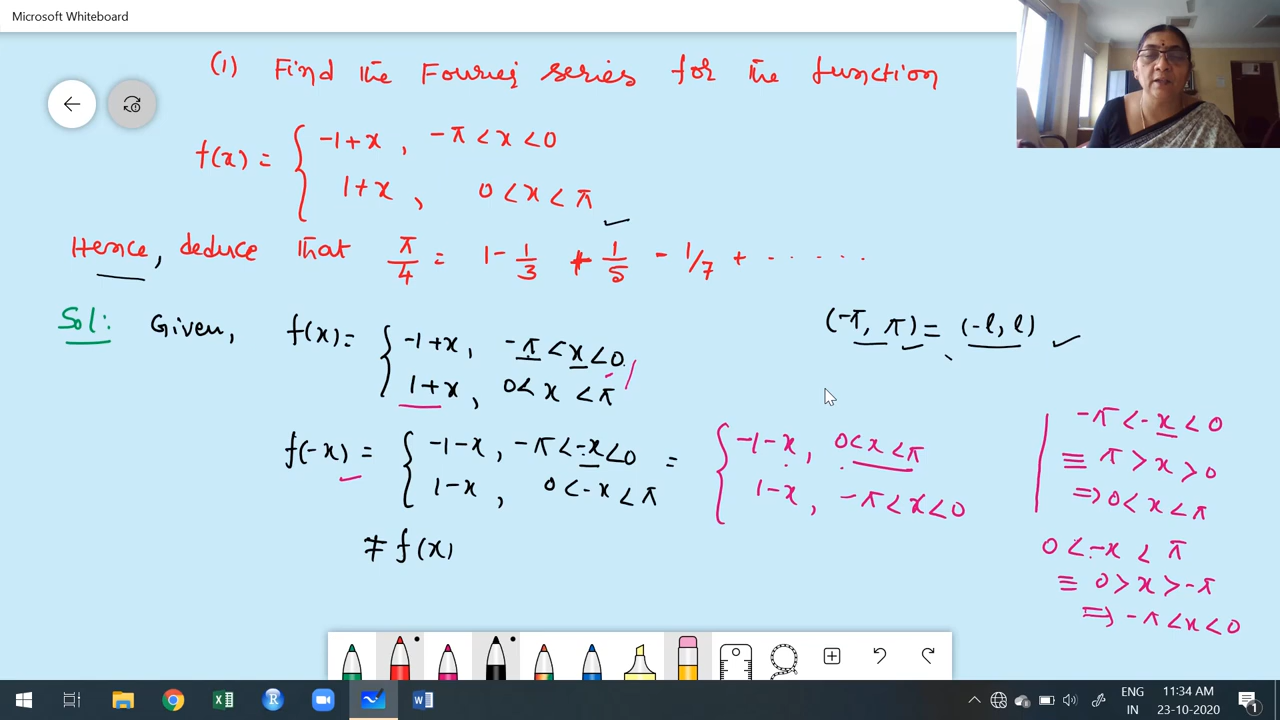 Microsoft Whiteboard
(1) Find the Fourier series for the function
f(x) = { -1+x , -π < x < 0
1+x , 0 < x < π
Hence, deduce that π/4 = 1 - 1/3 + 1/5 - 1/7 + ......
Sol: Given, f(x) = { -1+x , -π < x < 0
1+x , 0 < x < π
(-π, π) = (-l, l)
f(-x) = { -1-x , -π < -x < 0
1-x , 0 < -x < π
= { -1-x , 0 < x < π
1-x , -π < x < 0
≠ f(x)
-π < -x < 0
≡ π > x > 0
⇒ 0 < x < π
0 < -x < π
≡ 0 > x > -π
⇒ -π < x < 0
ENG
IN
11:34 AM
23-10-2020
1